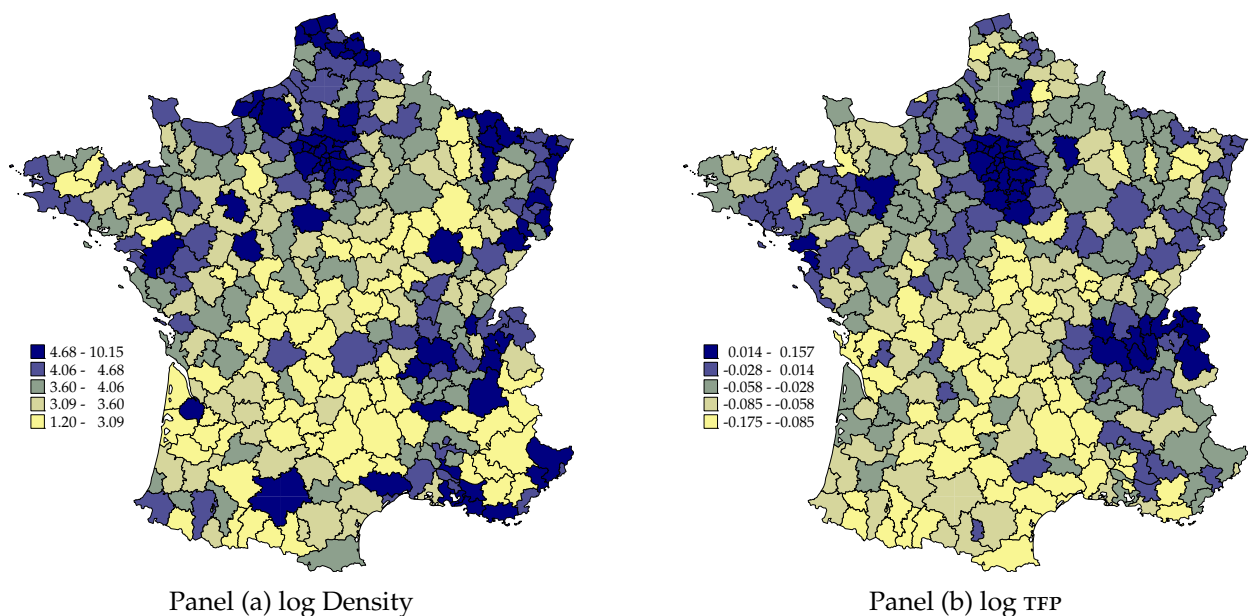 4.68 - 10.15
4.06 - 4.68
3.60 - 4.06
3.09 - 3.60
1.20 - 3.09
0.014 - 0.157
-0.028 - 0.014
-0.058 - -0.028
-0.085 - -0.058
-0.175 - -0.085
Panel (a) log Density
Panel (b) log TFP